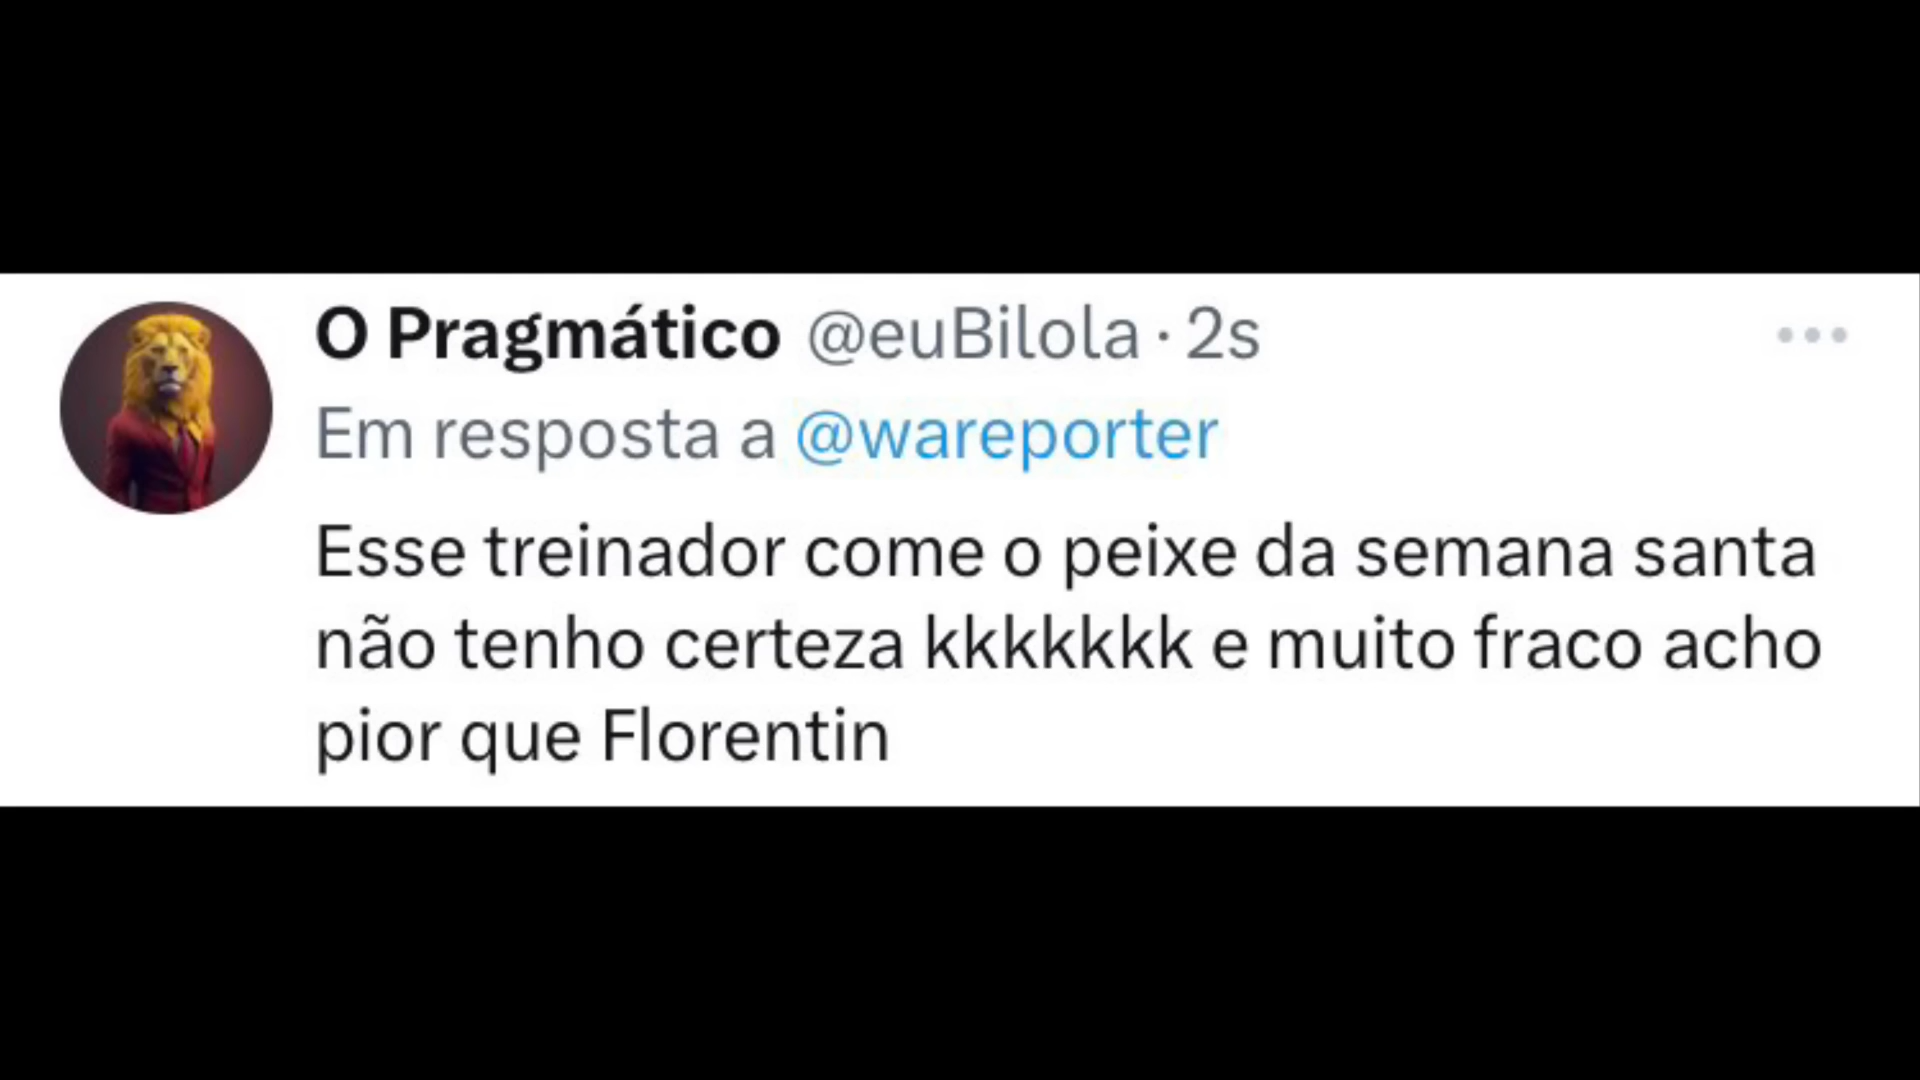 O Pragmático @euBilola · 2s
Em resposta a @wareporter
Esse treinador come o peixe da semana santa
não tenho certeza kkkkkkk e muito fraco acho
pior que Florentin